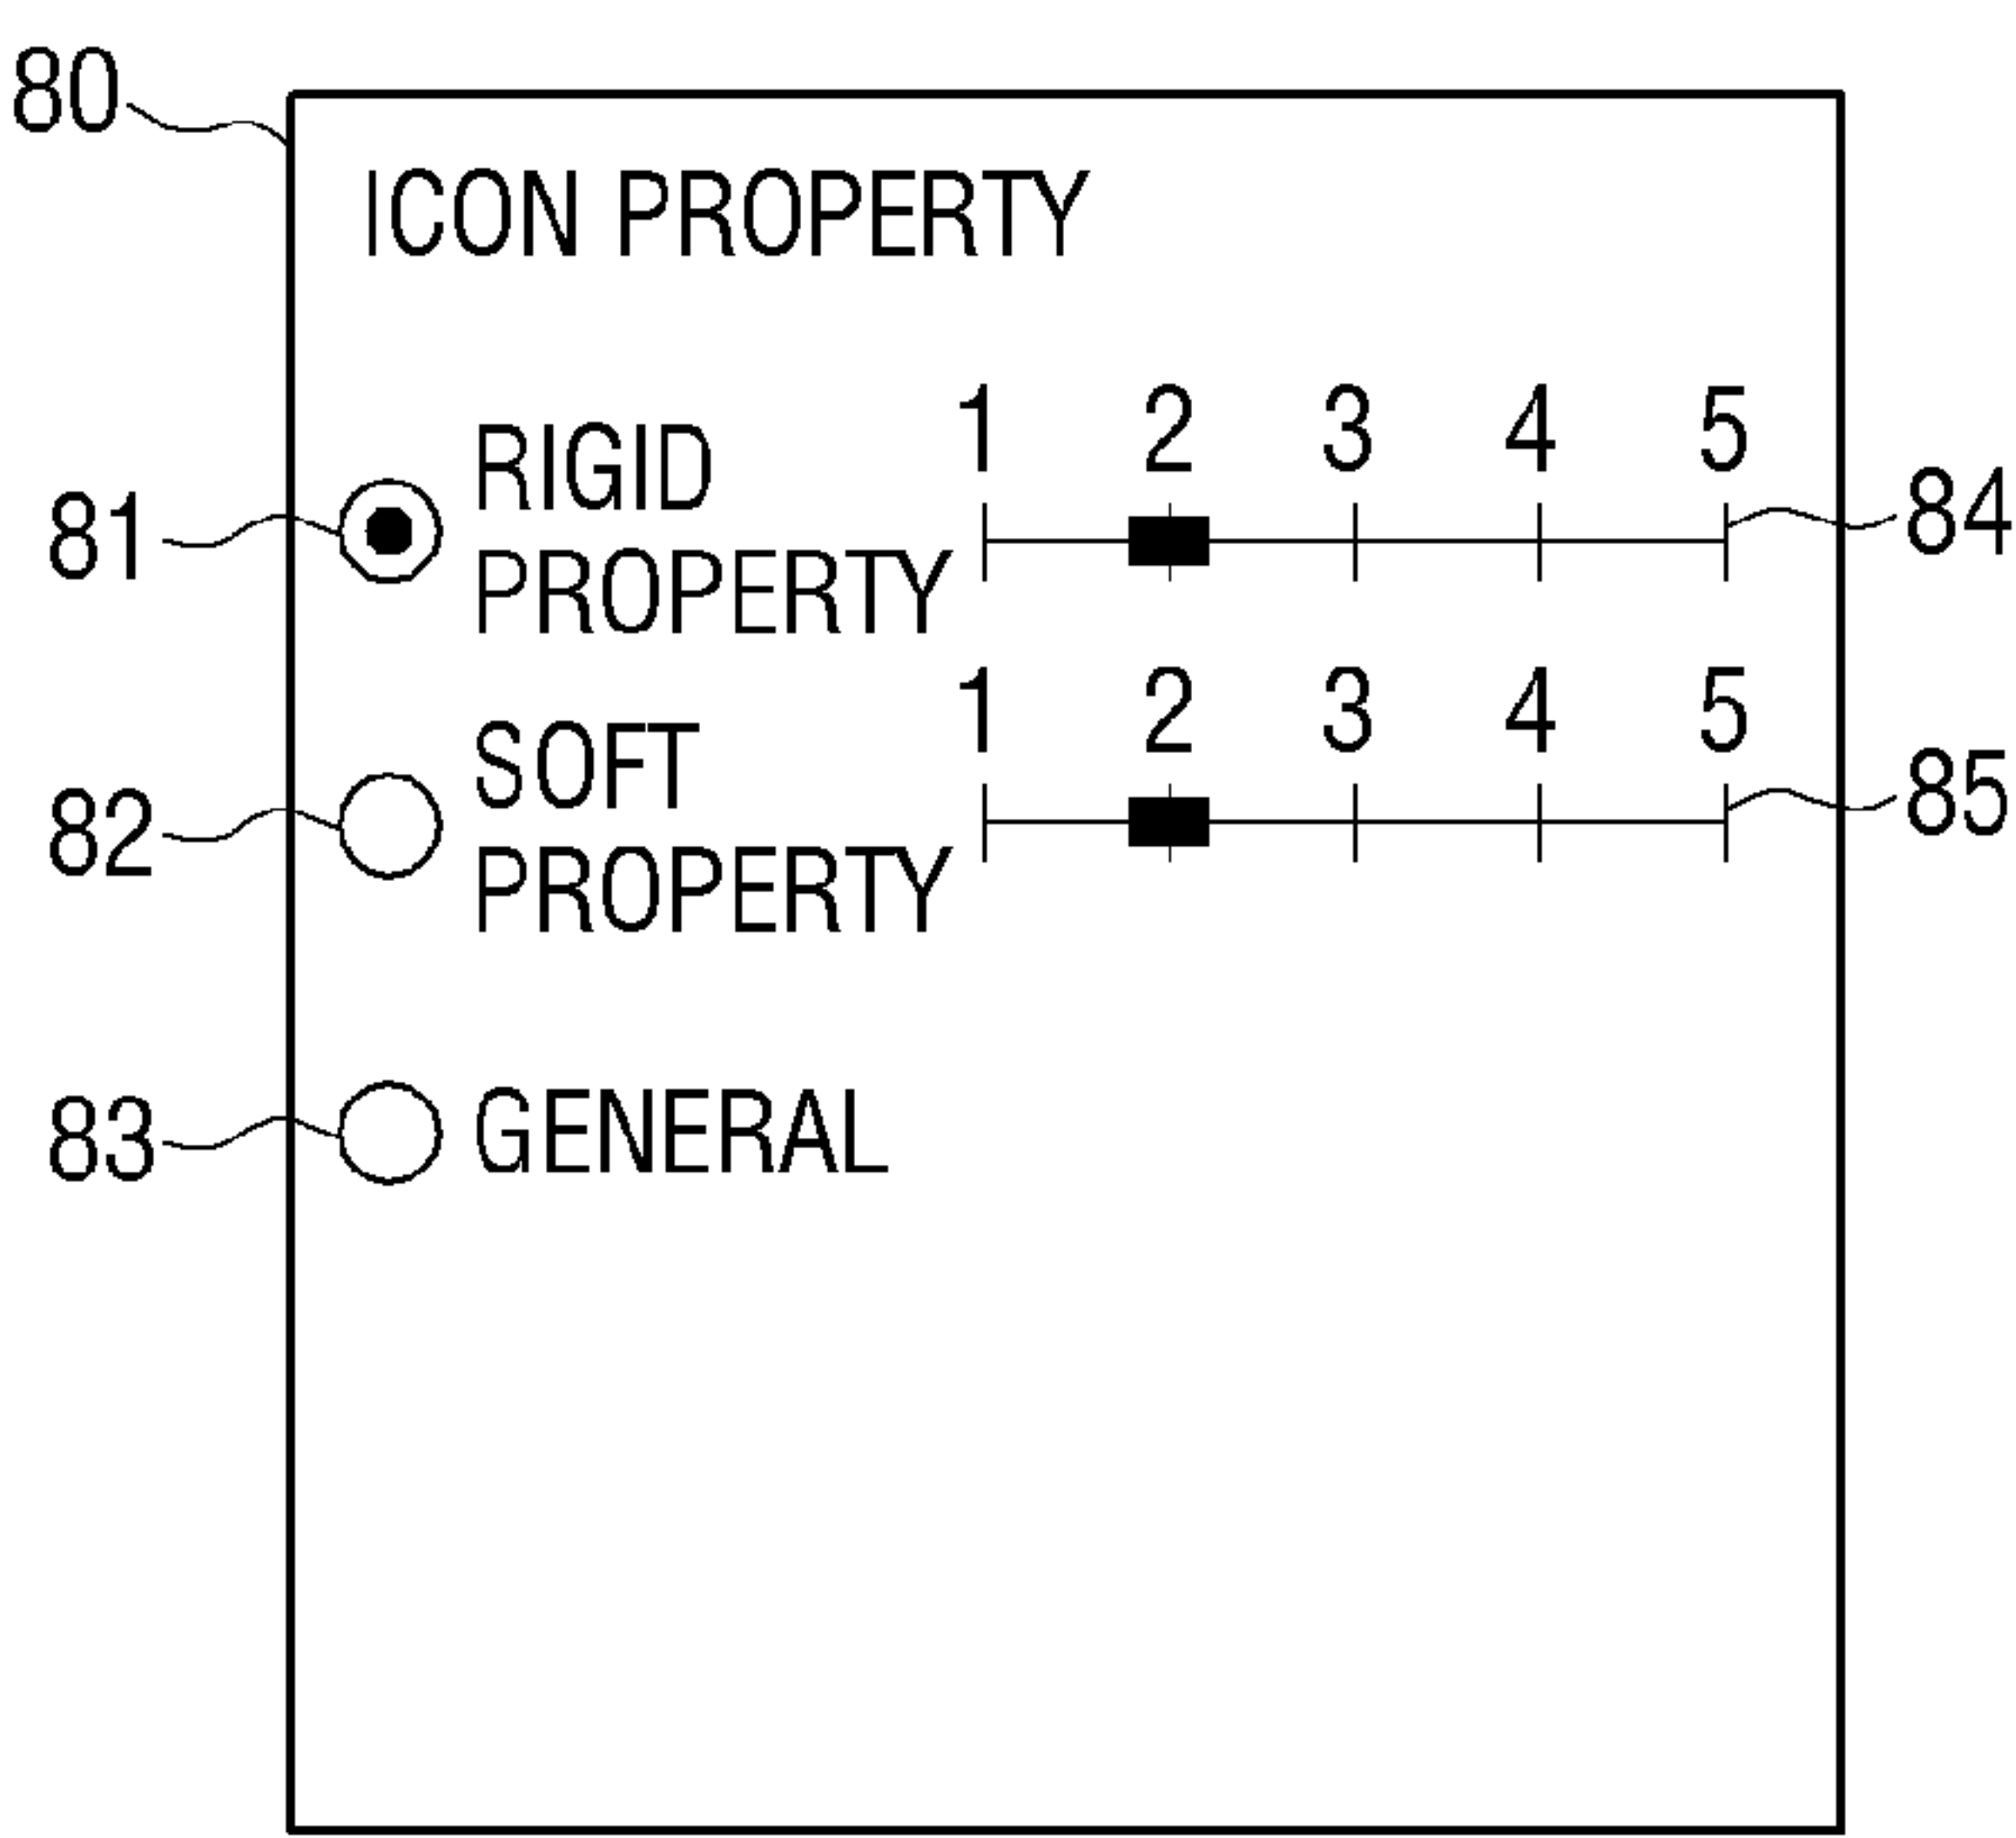 80
ICON PROPERTY
1 2 3 4 5
81 RIGID PROPERTY 84
1 2 3 4 5
82 SOFT PROPERTY 85
83 GENERAL